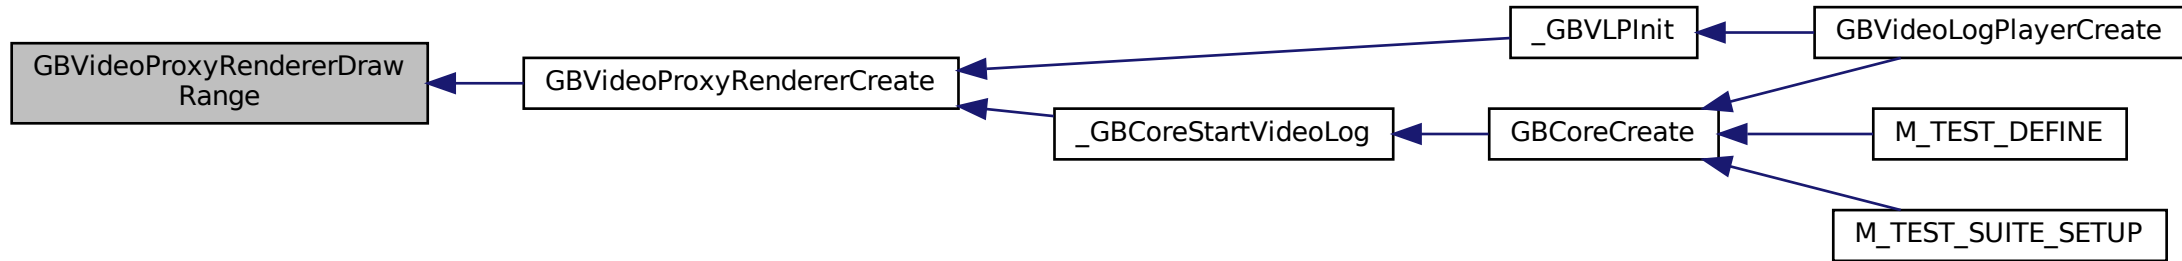 GBVideoProxyRendererDraw
Range
GBVideoProxyRendererCreate
_GBVLPInit
GBVideoLogPlayerCreate
_GBCoreStartVideoLog
GBCoreCreate
M_TEST_DEFINE
M_TEST_SUITE_SETUP